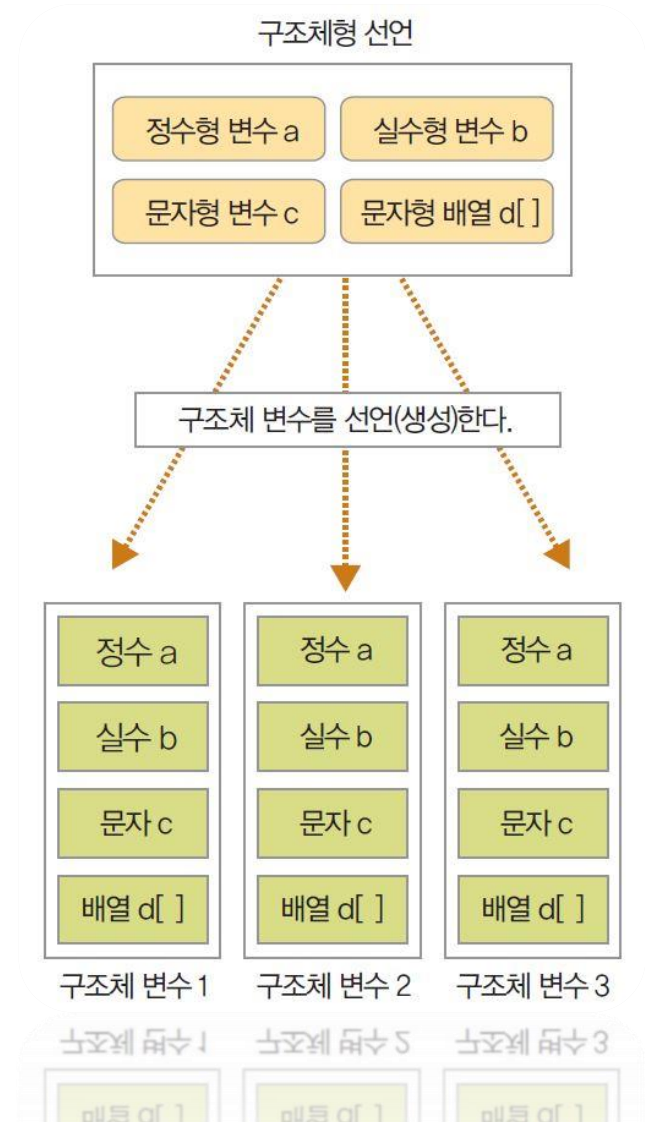 구조체형 선언
정수형 변수 a 실수형 변수 b
문자형 변수 c 문자형 배열 d[ ]
구조체 변수를 선언(생성)한다.
정수 a 정수 a 정수 a
실수 b 실수 b 실수 b
문자 c 문자 c 문자 c
배열 d[ ] 배열 d[ ] 배열 d[ ]
구조체 변수 1 구조체 변수 2 구조체 변수 3